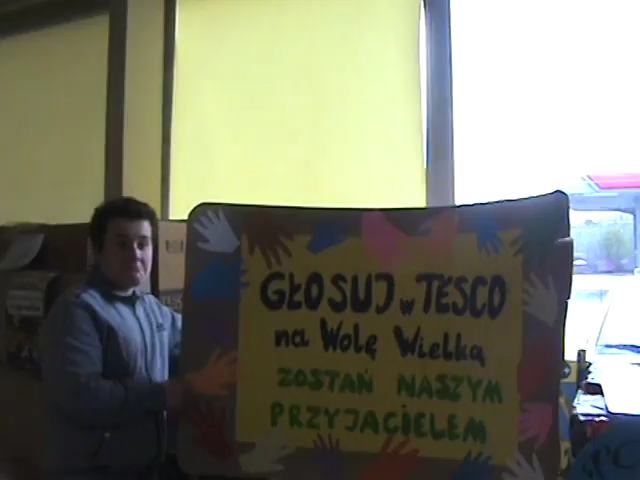 GŁOSUJ w TESCO
na Wolę Wielką
ZOSTAŃ NASZYM
PRZYJACIELEM